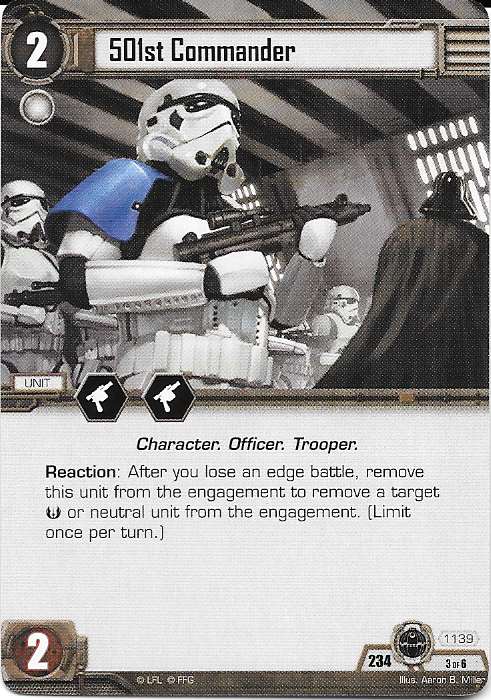 2
501st Commander
UNIT
Character. Officer. Trooper.
Reaction: After you lose an edge battle, remove
this unit from the engagement to remove a target
or neutral unit from the engagement. (Limit
once per turn.)
2
234
1139
3 OF 6
© LFL © FFG
Illus. Aaron B. Miller